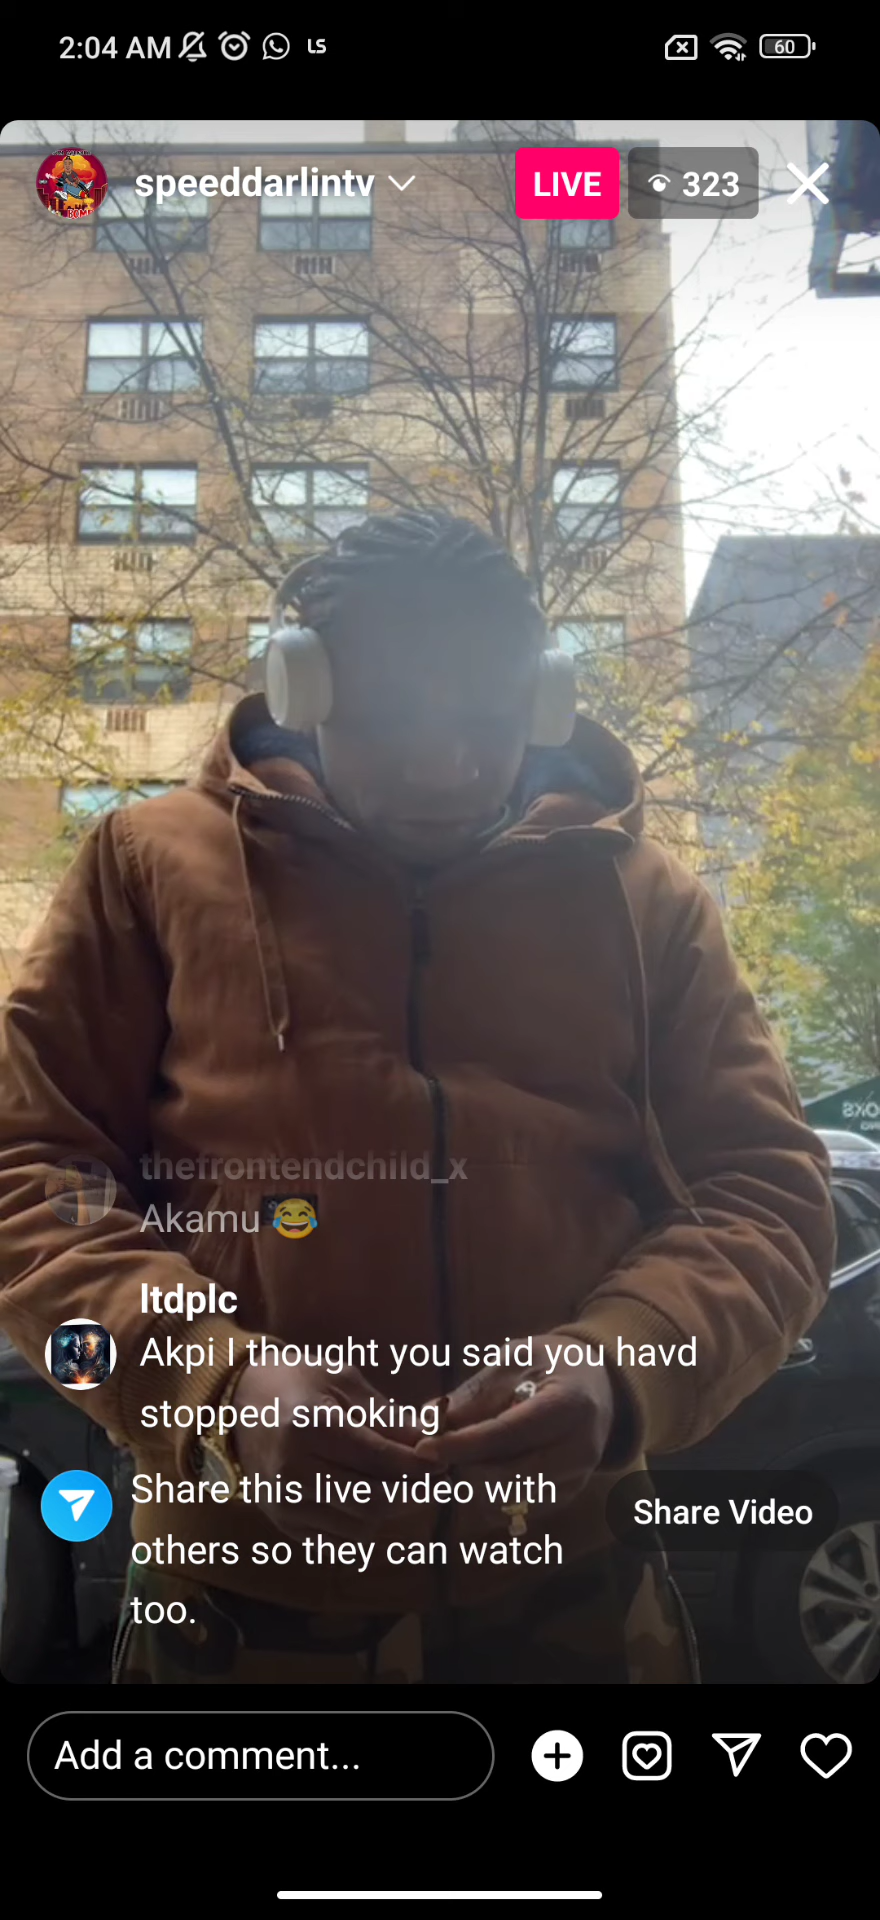 2:04 AM LS 60
speeddarlintv LIVE 323
thefrontendchild_x
Akamu 😂
ltdplc
Akpi I thought you said you havd
stopped smoking
Share this live video with
others so they can watch
too.
Share Video
Add a comment...